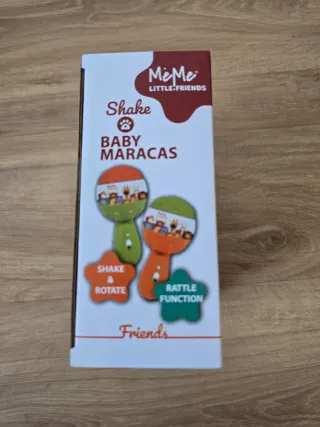 MeMe
LITTLE FRIENDS
Shake
BABY
MARACAS
SHAKE
&
ROTATE
RATTLE
FUNCTION
Friends